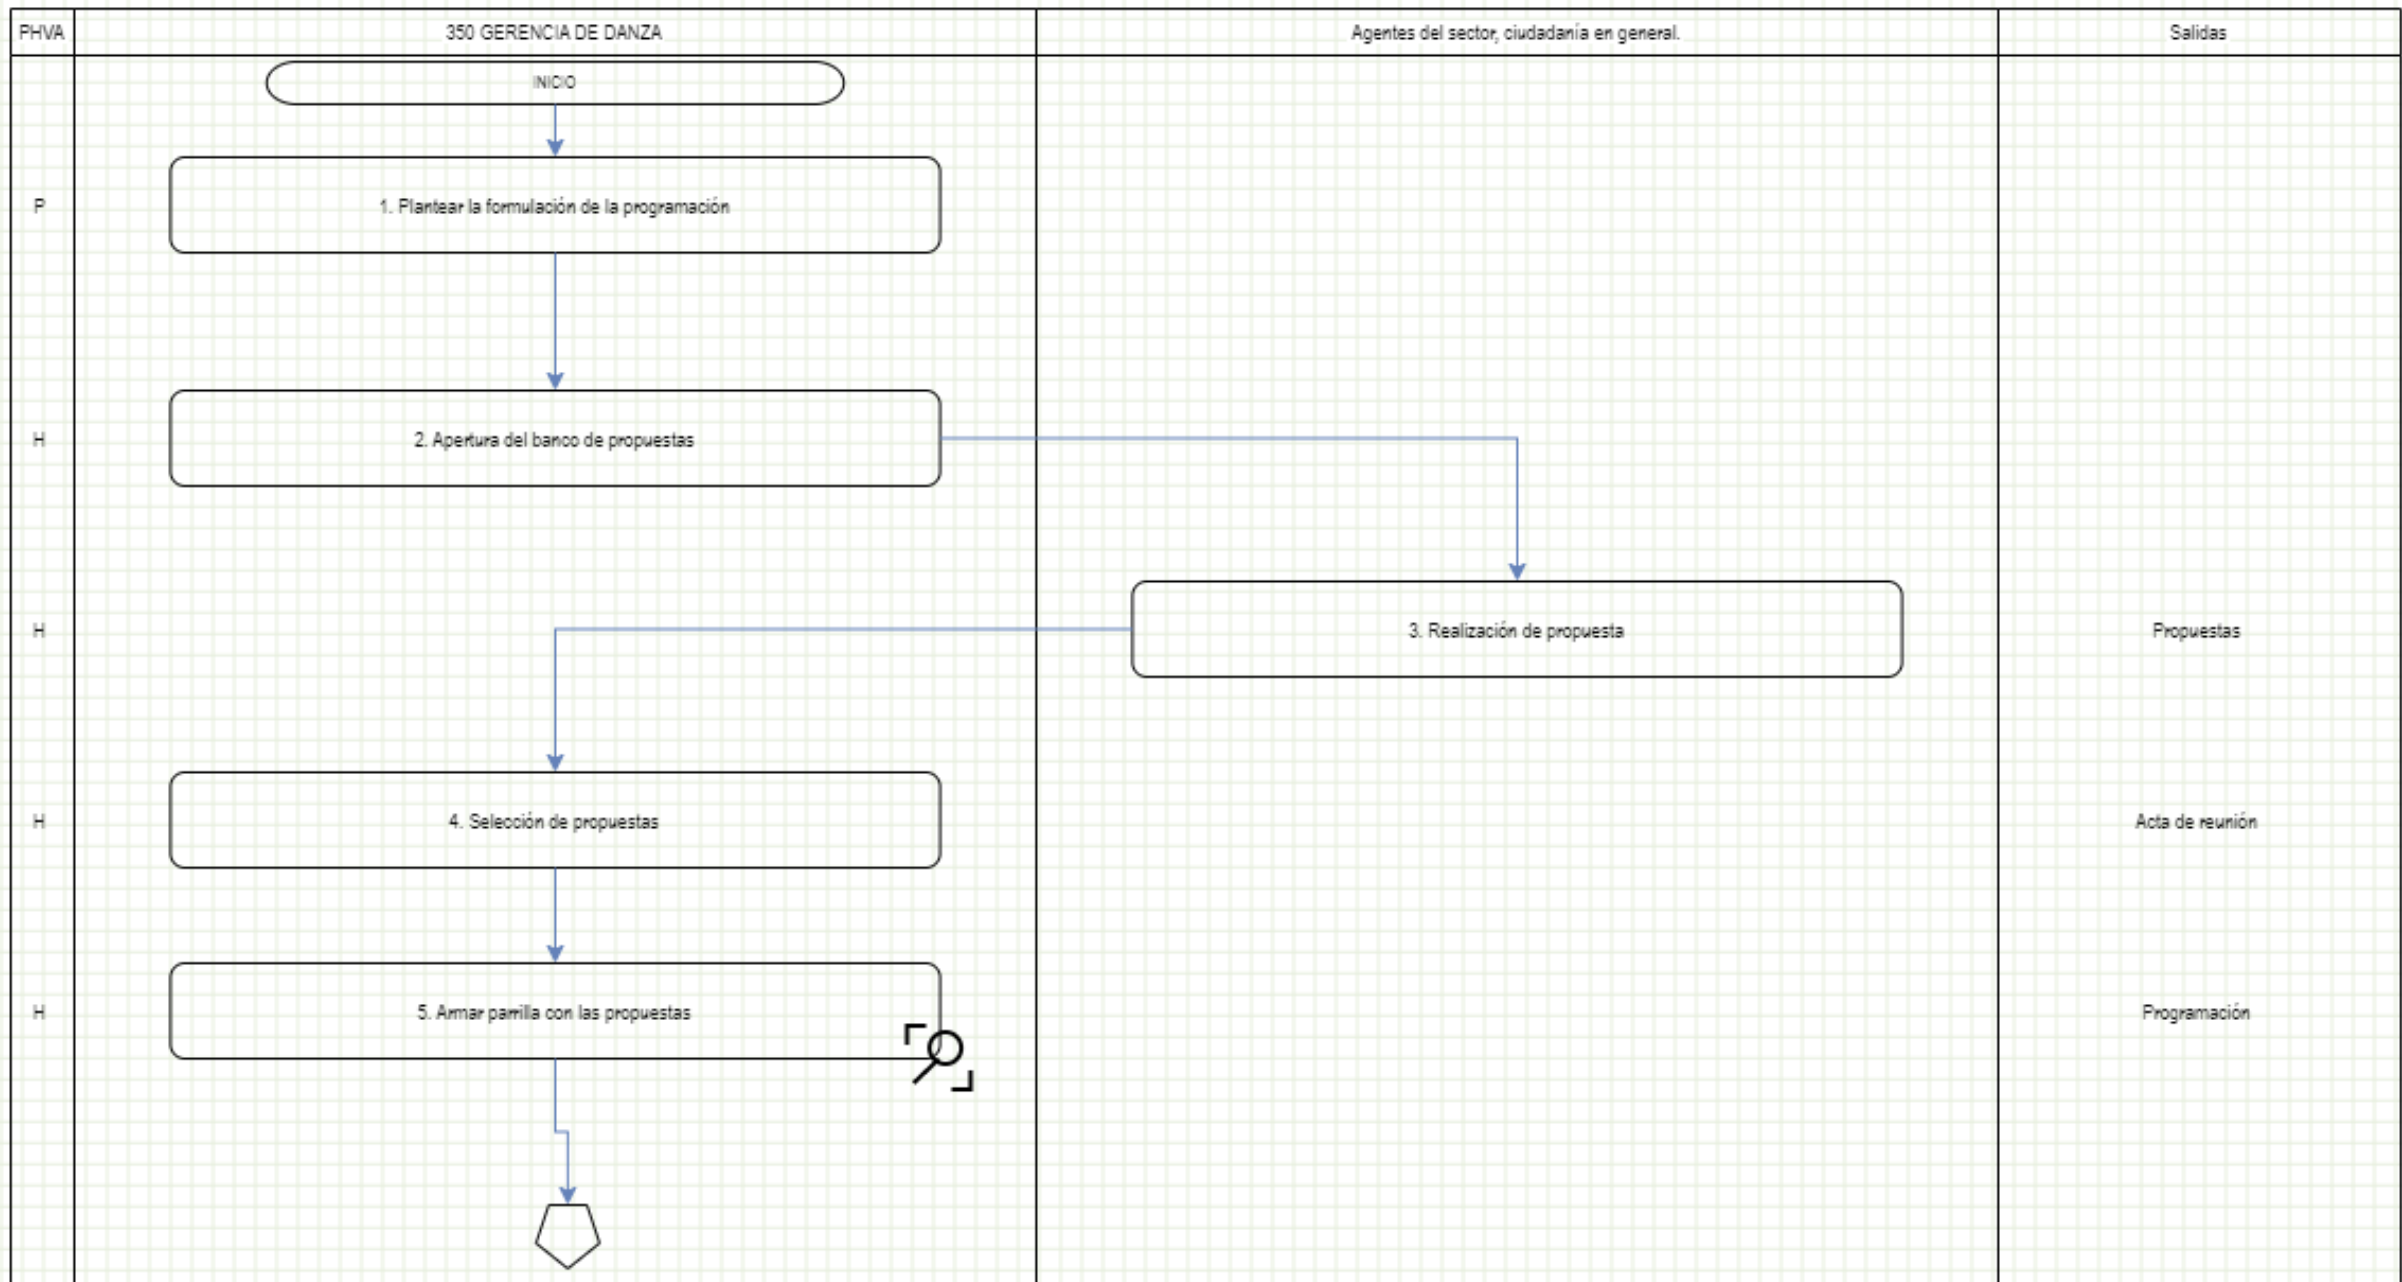 PHVA
350 GERENCIA DE DANZA
Agentes del sector, ciudadanía en general.
Salidas
INICIO
P
1. Plantear la formulación de la programación
H
2. Apertura del banco de propuestas
H
3. Realización de propuesta
Propuestas
H
4. Selección de propuestas
Acta de reunión
H
5. Armar parrilla con las propuestas
Programación